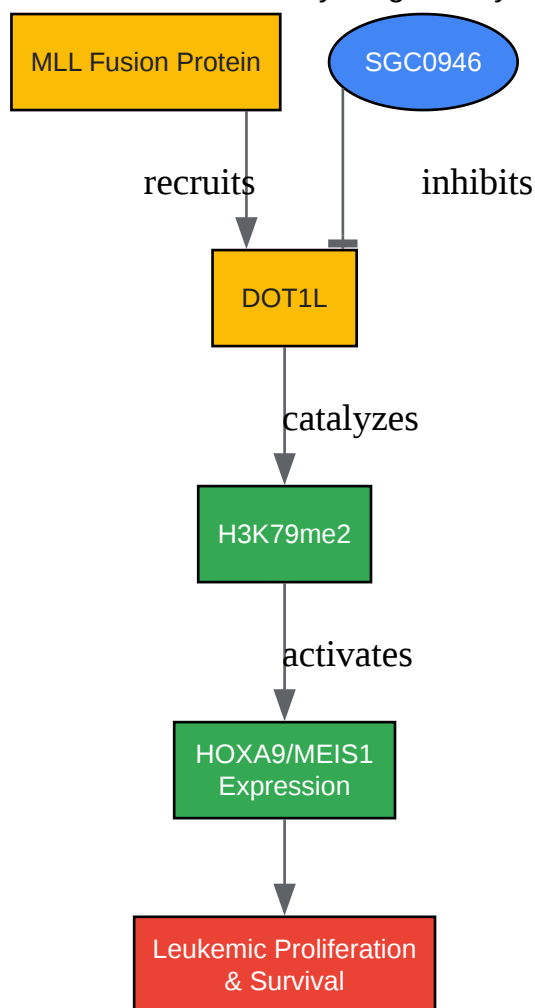 MLL Fusion Protein
SGC0946
recruits
inhibits
DOT1L
catalyzes
H3K79me2
activates
HOXA9/MEIS1
Expression
Leukemic Proliferation
& Survival